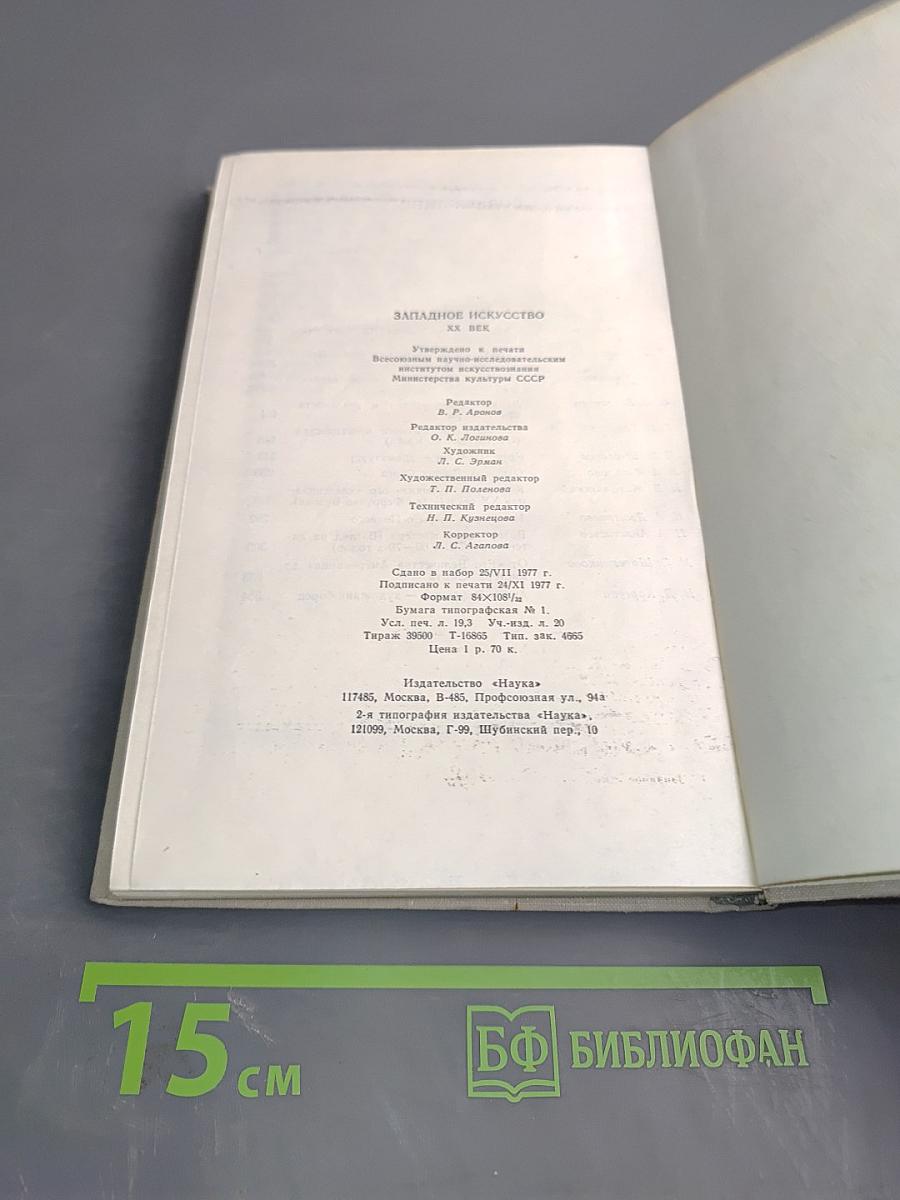 ЗАПАДНОЕ ИСКУССТВО
XX ВЕК
Утверждено к печати
Всесоюзным научно-исследовательским
институтом искусствознания
Министерства культуры СССР
Редактор
В. Р. Аронов
Редактор издательства
О. К. Логинова
Художник
Л. С. Эрман
Художественный редактор
Т. П. Поленова
Технический редактор
Н. П. Кузнецова
Корректор
Л. С. Агапова
Сдано в набор 25/VII 1977 г.
Подписано к печати 24/XI 1977 г.
Формат 84×108¹/₃₂
Бумага типографская № 1.
Усл. печ. л. 19,3 Уч.-изд. л. 20
Тираж 39500 Т-16865 Тип. зак. 4665
Цена 1 р. 70 к.
Издательство «Наука»
117485, Москва, В-485, Профсоюзная ул., 94а
2-я типография издательства «Наука»,
121099, Москва, Г-99, Шубинский пер., 10
15 см
БФ БИБЛИОФАН